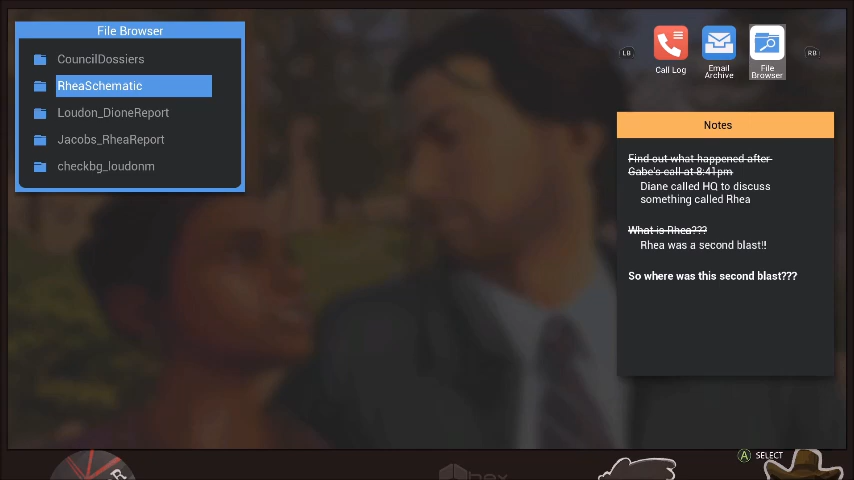 File Browser
CouncilDossiers
RheaSchematic
Loudon_DioneReport
Jacobs_RheaReport
checkbg_loudonm
LB
Call Log
Email
Archive
File
Browser
RB
Notes
Find out what happened after
Gabe's call at 8:41pm
Diane called HQ to discuss
something called Rhea
What is Rhea???
Rhea was a second blast!!
So where was this second blast???
A SELECT
R
hex